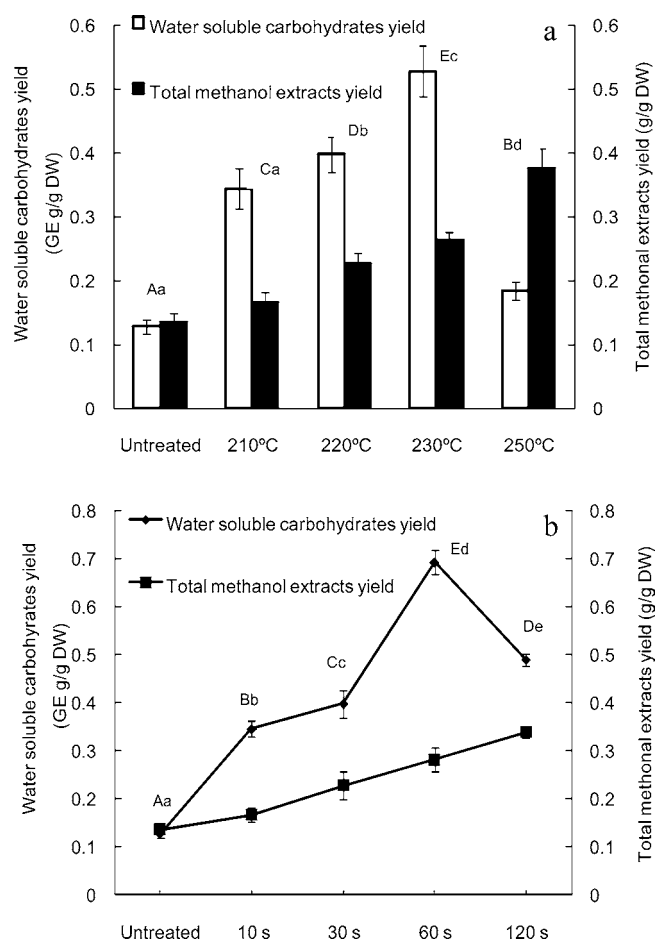 0.6
0.5
0.4
0.3
0.2
0.1
0
Water soluble carbohydrates yield
(GE g/g DW)
Water soluble carbohydrates yield
Total methanol extracts yield
a
Aa
Ca
Db
Ec
Bd
0.6
0.5
0.4
0.3
0.2
0.1
0
Total methonal extracts yield (g/g DW)
Untreated 210ºC 220ºC 230ºC 250ºC
0.8
0.7
0.6
0.5
0.4
0.3
0.2
0.1
0
Water soluble carbohyrates yield
(GE g/g DW)
Water soluble carbohydrates yield
Total methanol extracts yield
b
Aa
Bb
Cc
Ed
De
0.8
0.7
0.6
0.5
0.4
0.3
0.2
0.1
0
Total methonal extracts yield (g/g DW)
Untreated 10 s 30 s 60 s 120 s